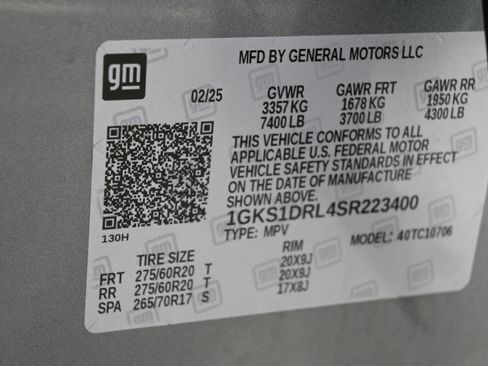 gm
MFD BY GENERAL MOTORS LLC
02/25 GVWR GAWR FRT GAWR RR
3357 KG 1678 KG 1950 KG
7400 LB 3700 LB 4300 LB
THIS VEHICLE CONFORMS TO ALL
APPLICABLE U.S. FEDERAL MOTOR
VEHICLE SAFETY STANDARDS IN EFFECT
ON THE DATE OF MANUFACTURE
SHOWN ABOVE.
1GKS1DRL4SR223400
130H
TYPE: MPV MODEL: 40TC10706
TIRE SIZE RIM
FRT 275/60R20 T 20X9J
RR 275/60R20 T 20X9J
SPA 265/70R17 S 17X8J